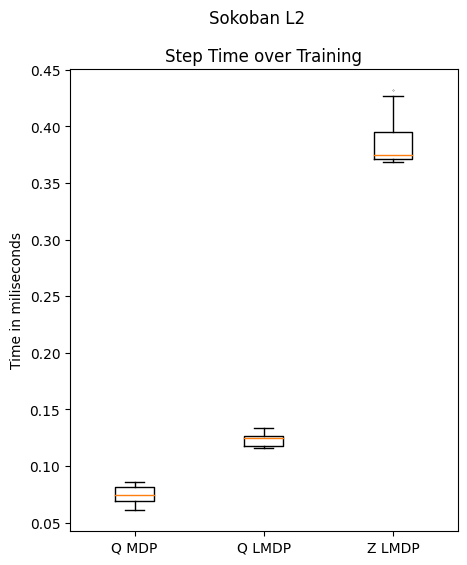 Sokoban L2
Step Time over Training
Time in miliseconds
0.45
0.40
0.35
0.30
0.25
0.20
0.15
0.10
0.05
Q MDP
Q LMDP
Z LMDP